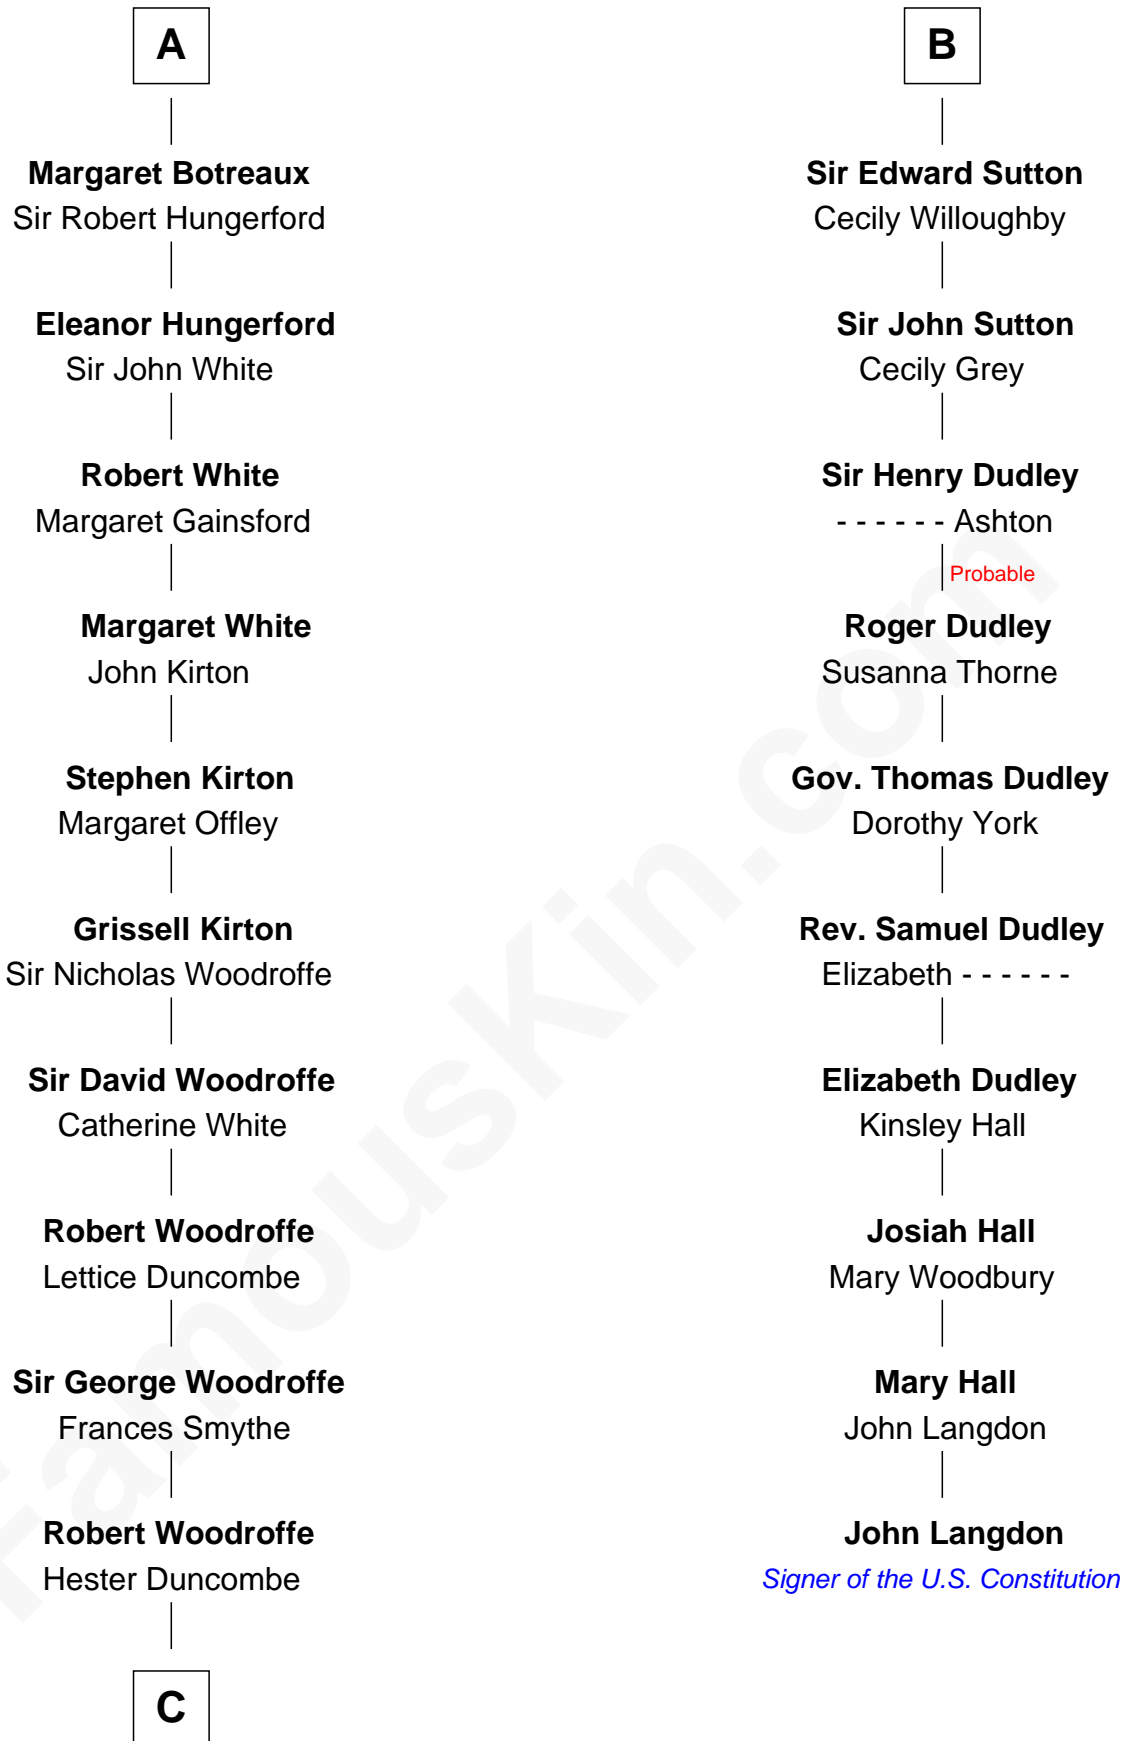 A
Margaret Botreaux
Sir Robert Hungerford
Eleanor Hungerford
Sir John White
Robert White
Margaret Gainsford
Margaret White
John Kirton
Stephen Kirton
Margaret Offley
Grissell Kirton
Sir Nicholas Woodroffe
Sir David Woodroffe
Catherine White
Robert Woodroffe
Lettice Duncombe
Sir George Woodroffe
Frances Smythe
Robert Woodroffe
Hester Duncombe
C
B
Sir Edward Sutton
Cecily Willoughby
Sir John Sutton
Cecily Grey
Sir Henry Dudley
- - - - - - Ashton
Probable
Roger Dudley
Susanna Thorne
Gov. Thomas Dudley
Dorothy York
Rev. Samuel Dudley
Elizabeth - - - - - -
Elizabeth Dudley
Kinsley Hall
Josiah Hall
Mary Woodbury
Mary Hall
John Langdon
John Langdon
Signer of the U.S. Constitution
FamousKin.com